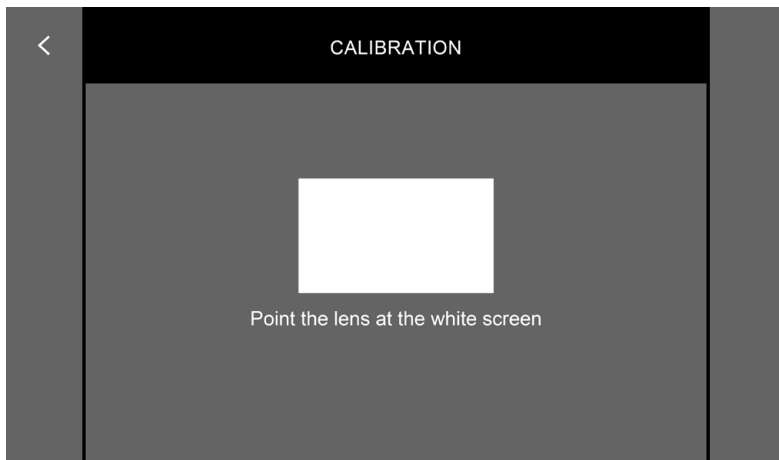 CALIBRATION
Point the lens at the white screen